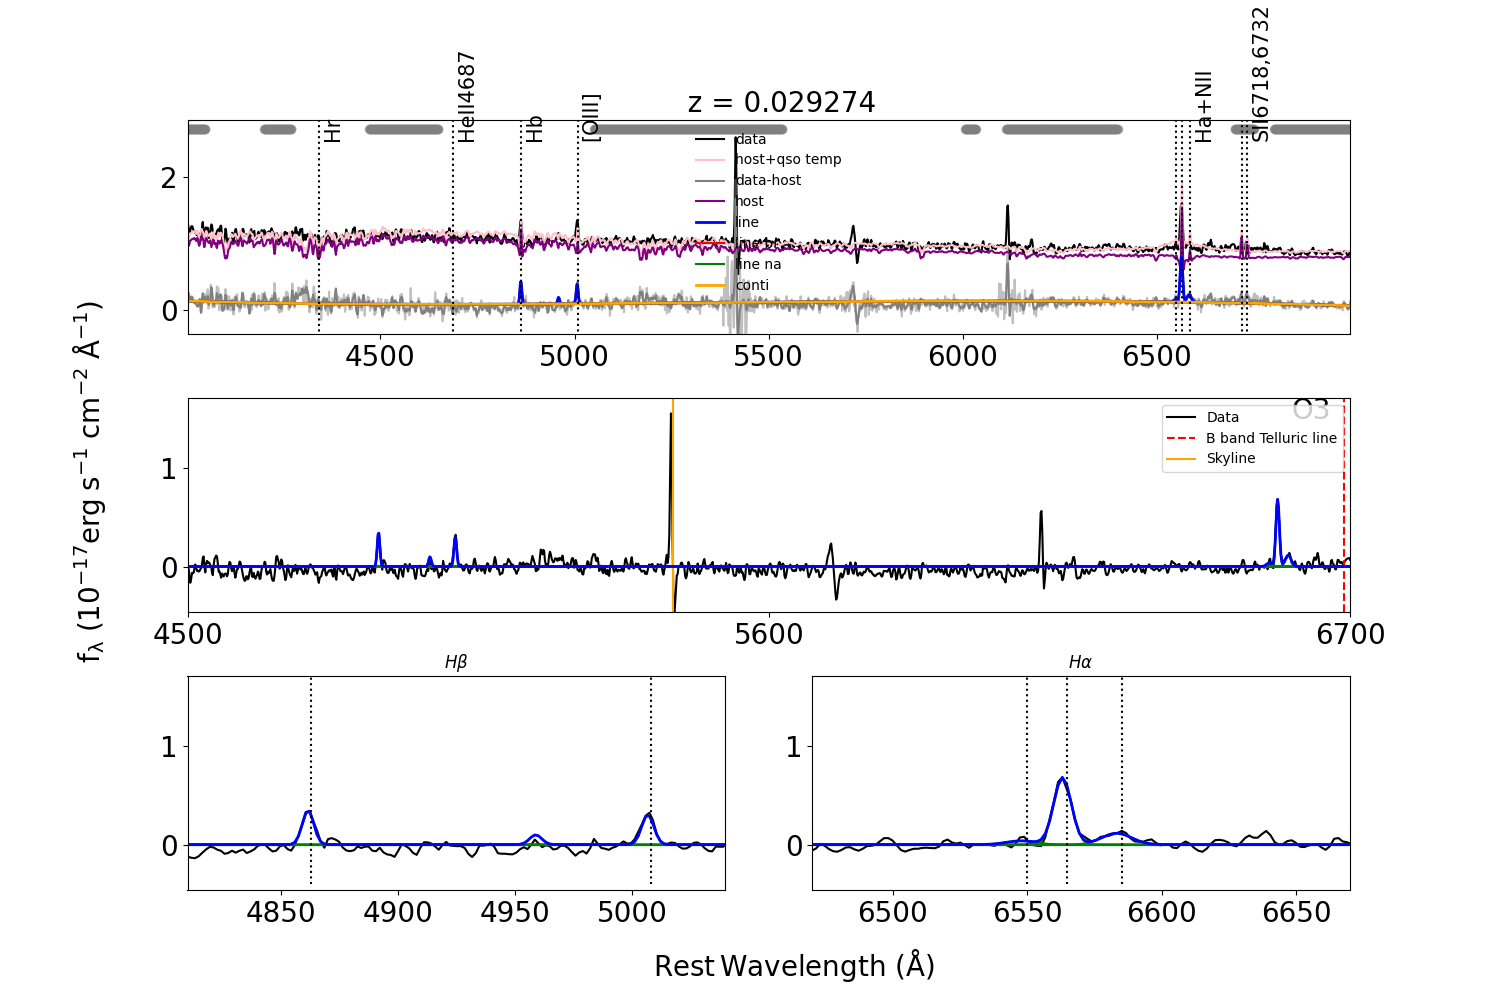 z = 0.029274
Hr
HeII4687
Hb
[OIII]
Ha+NII
SII6718,6732
data
host+qso temp
data-host
host
line
line na
conti
2
0
4500 5000 5500 6000 6500
O3
Data
B band Telluric line
Skyline
1
0
4500 5600 6700
fλ (10⁻¹⁷erg s⁻¹ cm⁻² Å⁻¹)
Hβ
1
0
4850 4900 4950 5000
Hα
1
0
6500 6550 6600 6650
Rest Wavelength (Å)